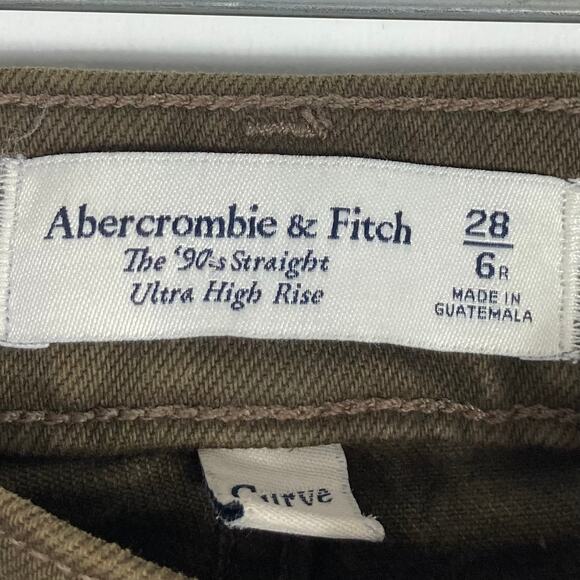 Abercrombie & Fitch
The '90s Straight
Ultra High Rise
28
6R
MADE IN
GUATEMALA
Curve